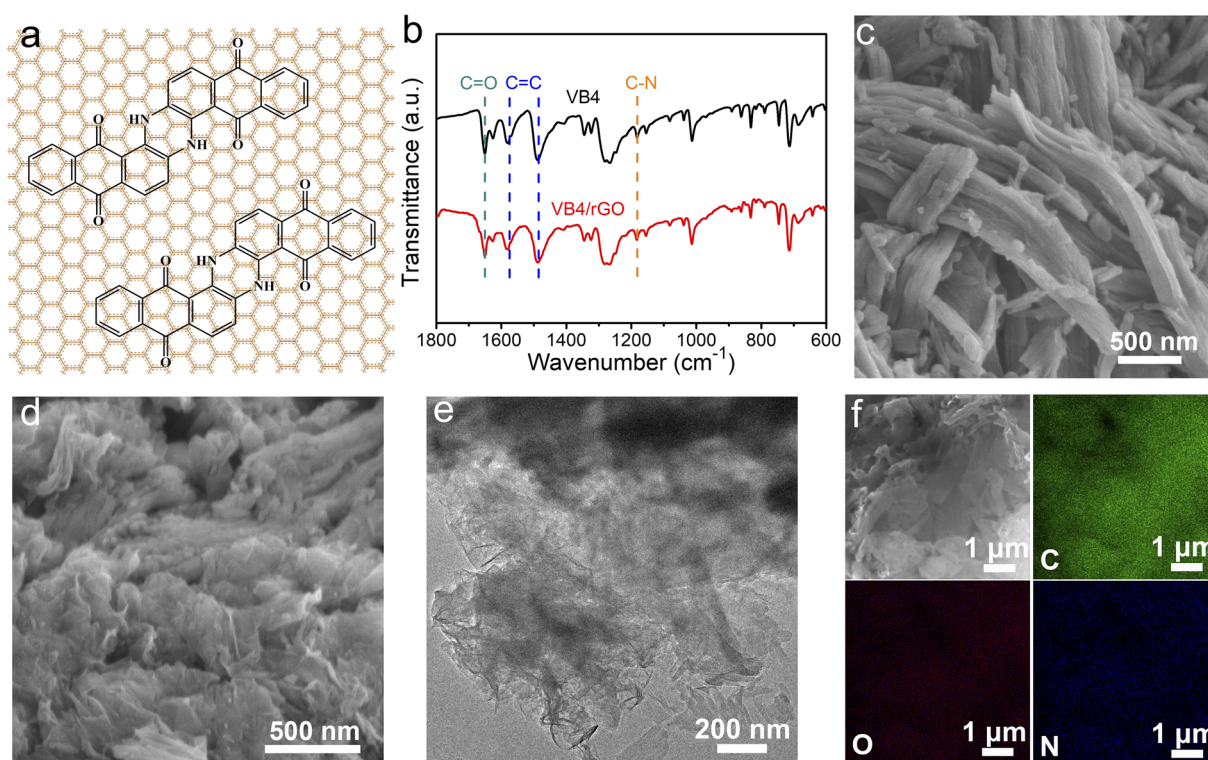 a
O
O
HN
O
NH
O
O
O
O
HN
O
NH
O
O
b
C=O C=C C-N
VB4
VB4/rGO
Transmittance (a.u.)
1800 1600 1400 1200 1000 800 600
Wavenumber (cm-1)
c
500 nm
d
500 nm
e
200 nm
f
1 μm
C 1 μm
O 1 μm
N 1 μm